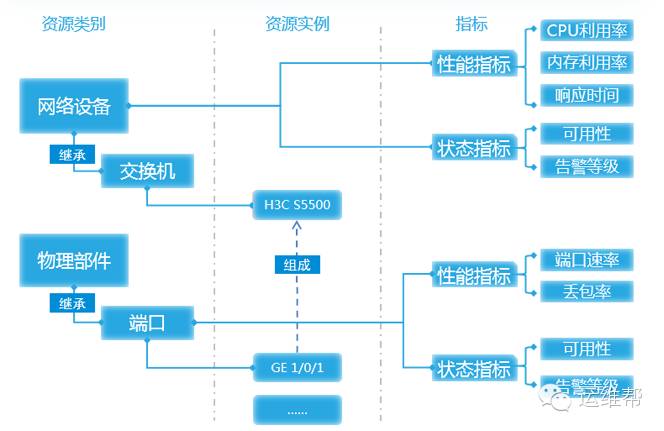 资源类别
资源实例
指标
CPU利用率
性能指标
内存利用率
响应时间
网络设备
可用性
状态指标
告警等级
继承
交换机
H3C S5500
物理部件
组成
端口速率
性能指标
丢包率
继承
端口
可用性
GE 1/0/1
状态指标
告警等级
运维帮
......